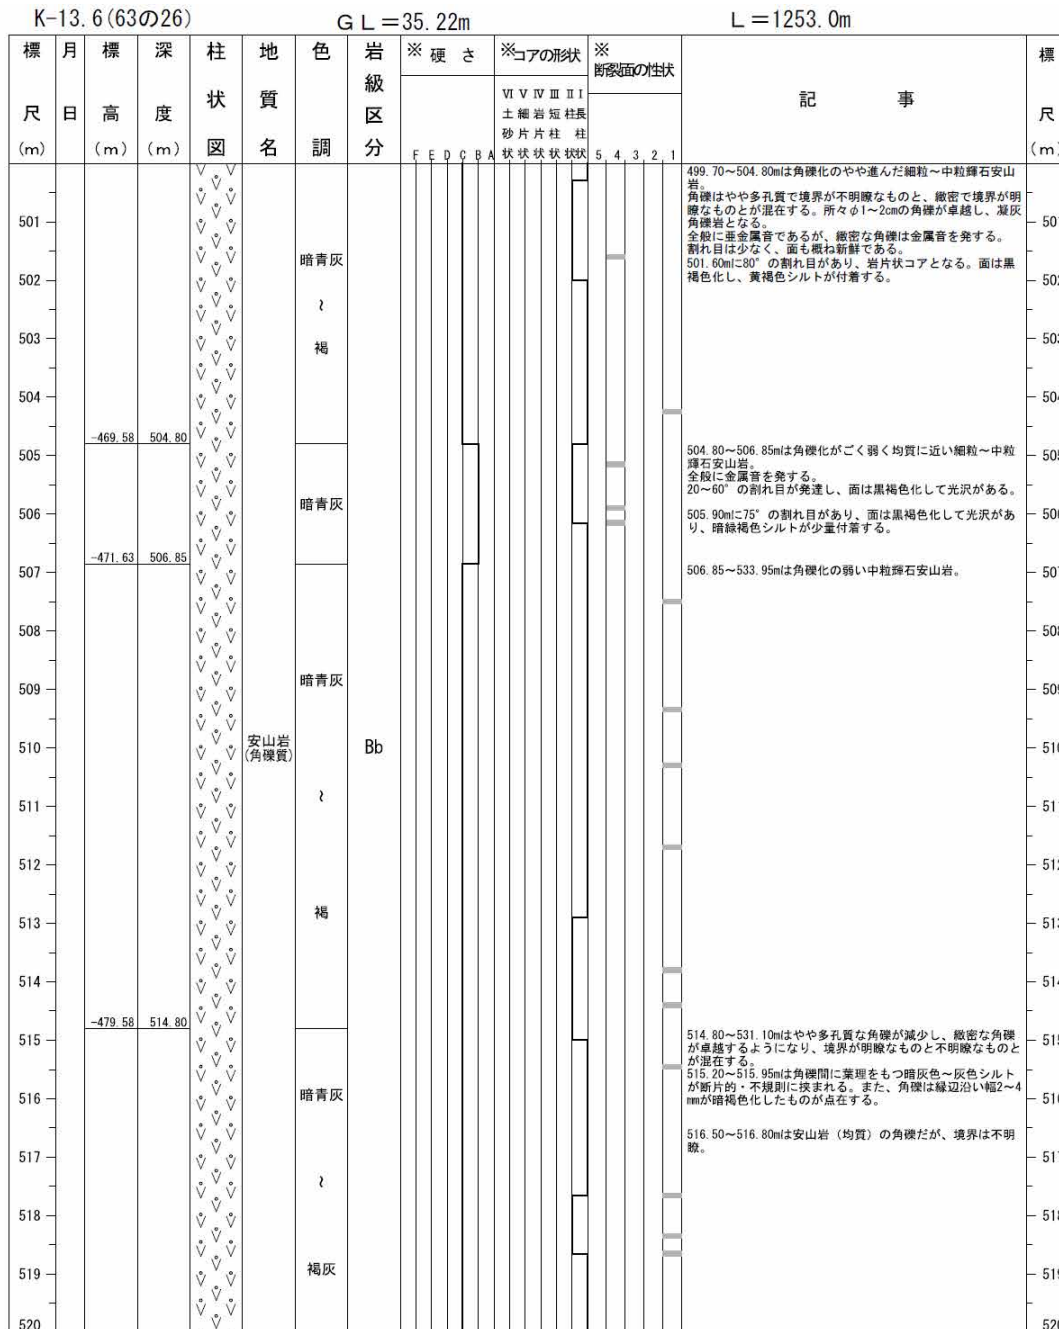 K-13.6(63の26)
GL=35.22m
L=1253.0m
標尺(m)
月日
標高(m)
深度(m)
柱状図
地質名
色調
岩級区分
※硬さ
F E D C B A
※コアの形状
Ⅵ土砂状 Ⅴ細片状 Ⅳ岩片状 Ⅲ短柱状 Ⅱ柱状 Ⅰ長柱状
※断裂面の性状
5 4 3 2 1
記事
標尺(m)
501
502
503
504
505
506
507
508
509
510
511
512
513
514
515
516
517
518
519
520
-469.58 504.80
-471.63 506.85
-479.58 514.80
安山岩
(角礫質)
暗青灰
~
褐
暗青灰
暗青灰
~
褐
暗青灰
~
褐灰
Bb
499.70~504.80mは角礫化のやや進んだ細粒~中粒輝石安山
岩。
角礫はやや多孔質で境界が不明瞭なものと、緻密で境界が明
瞭なものとが混在する。所々φ1~2cmの角礫が卓越し、凝灰
角礫岩となる。
全般に亜金属音であるが、緻密な角礫は金属音を発する。
割れ目は少なく、面も概ね新鮮である。
501.60mに80°の割れ目があり、岩片状コアとなる。面は黒
褐色化し、黄褐色シルトが付着する。
504.80~506.85mは角礫化がごく弱く均質に近い細粒~中粒
輝石安山岩。
全般に金属音を発する。
20~60°の割れ目が発達し、面は黒褐色化して光沢がある。
505.90mに75°の割れ目があり、面は黒褐色化して光沢があ
り、暗緑褐色シルトが少量付着する。
506.85~533.95mは角礫化の弱い中粒輝石安山岩。
514.80~531.10mはやや多孔質な角礫が減少し、緻密な角礫
が卓越するようになり、境界が明瞭なものと不明瞭なものと
が混在する。
515.20~515.95mは角礫間に葉理をもつ暗灰色~灰色シルト
が断片的・不規則に挟まれる。また、角礫は縁辺沿い幅2~4
mmが暗褐色化したものが点在する。
516.50~516.80mは安山岩(均質)の角礫だが、境界は不明
瞭。